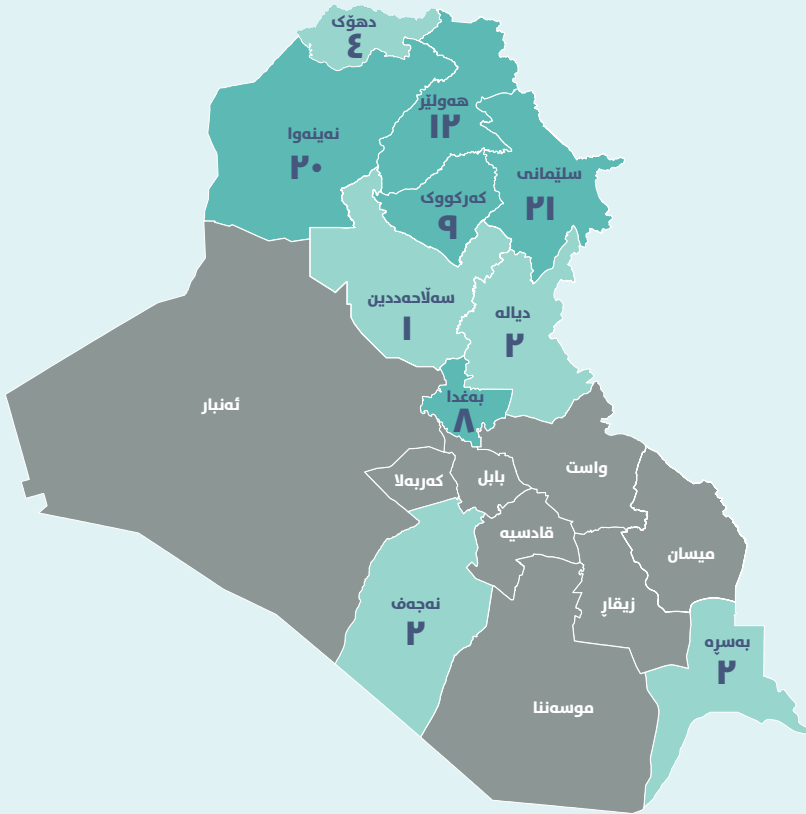 دهۆک
٤
هەولێر
١٢
نەینەوا
٢٠
سلێمانی
٢١
کەرکووک
٩
سەڵاحەددین
١
دیالە
٢
بەغدا
٨
ئەنبار
واست
بابل
کەربەلا
قادسیە
میسان
زیقاڕ
نەجەف
٢
بەسڕە
٢
موسەننا